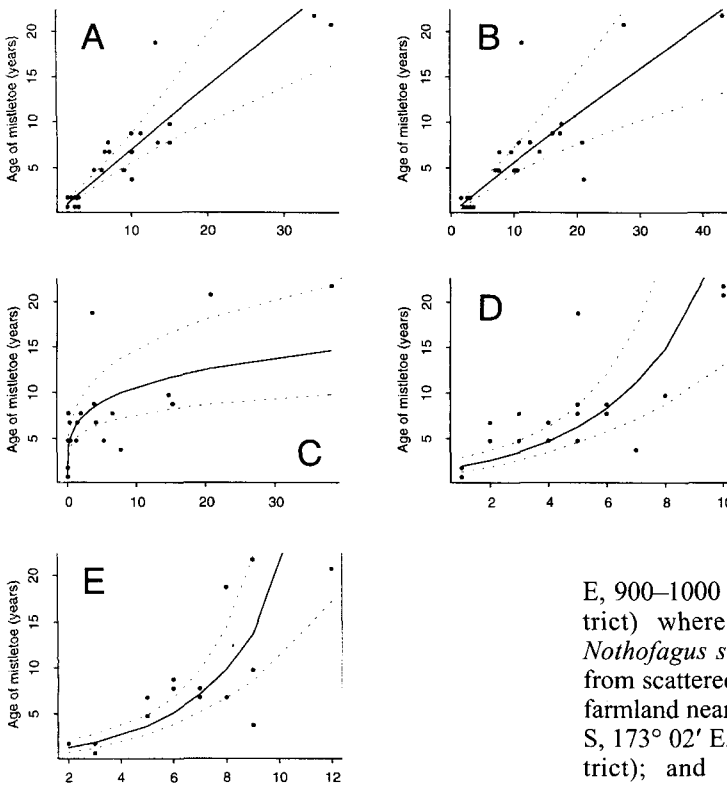 A
Age of mistletoe (years)
20
15
10
5
0
10
20
30
B
Age of mistletoe (years)
20
15
10
5
0
10
20
30
40
C
Age of mistletoe (years)
20
15
10
5
0
10
20
30
D
Age of mistletoe (years)
20
15
10
5
2
4
6
8
10
E
Age of mistletoe (years)
20
15
10
5
2
4
6
8
10
12
E, 900–1000
trict) where
Nothofagus s
from scattered
farmland near
S, 173° 02′ E
trict); and